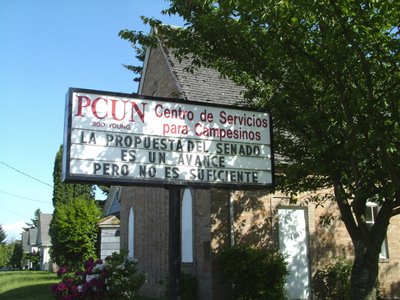 PCUN Centro de Servicios
300 YOUNG para Campesinos
LA PROPUESTA DEL SENADO
ES UN AVANCE
PERO NO ES SUFICIENTE